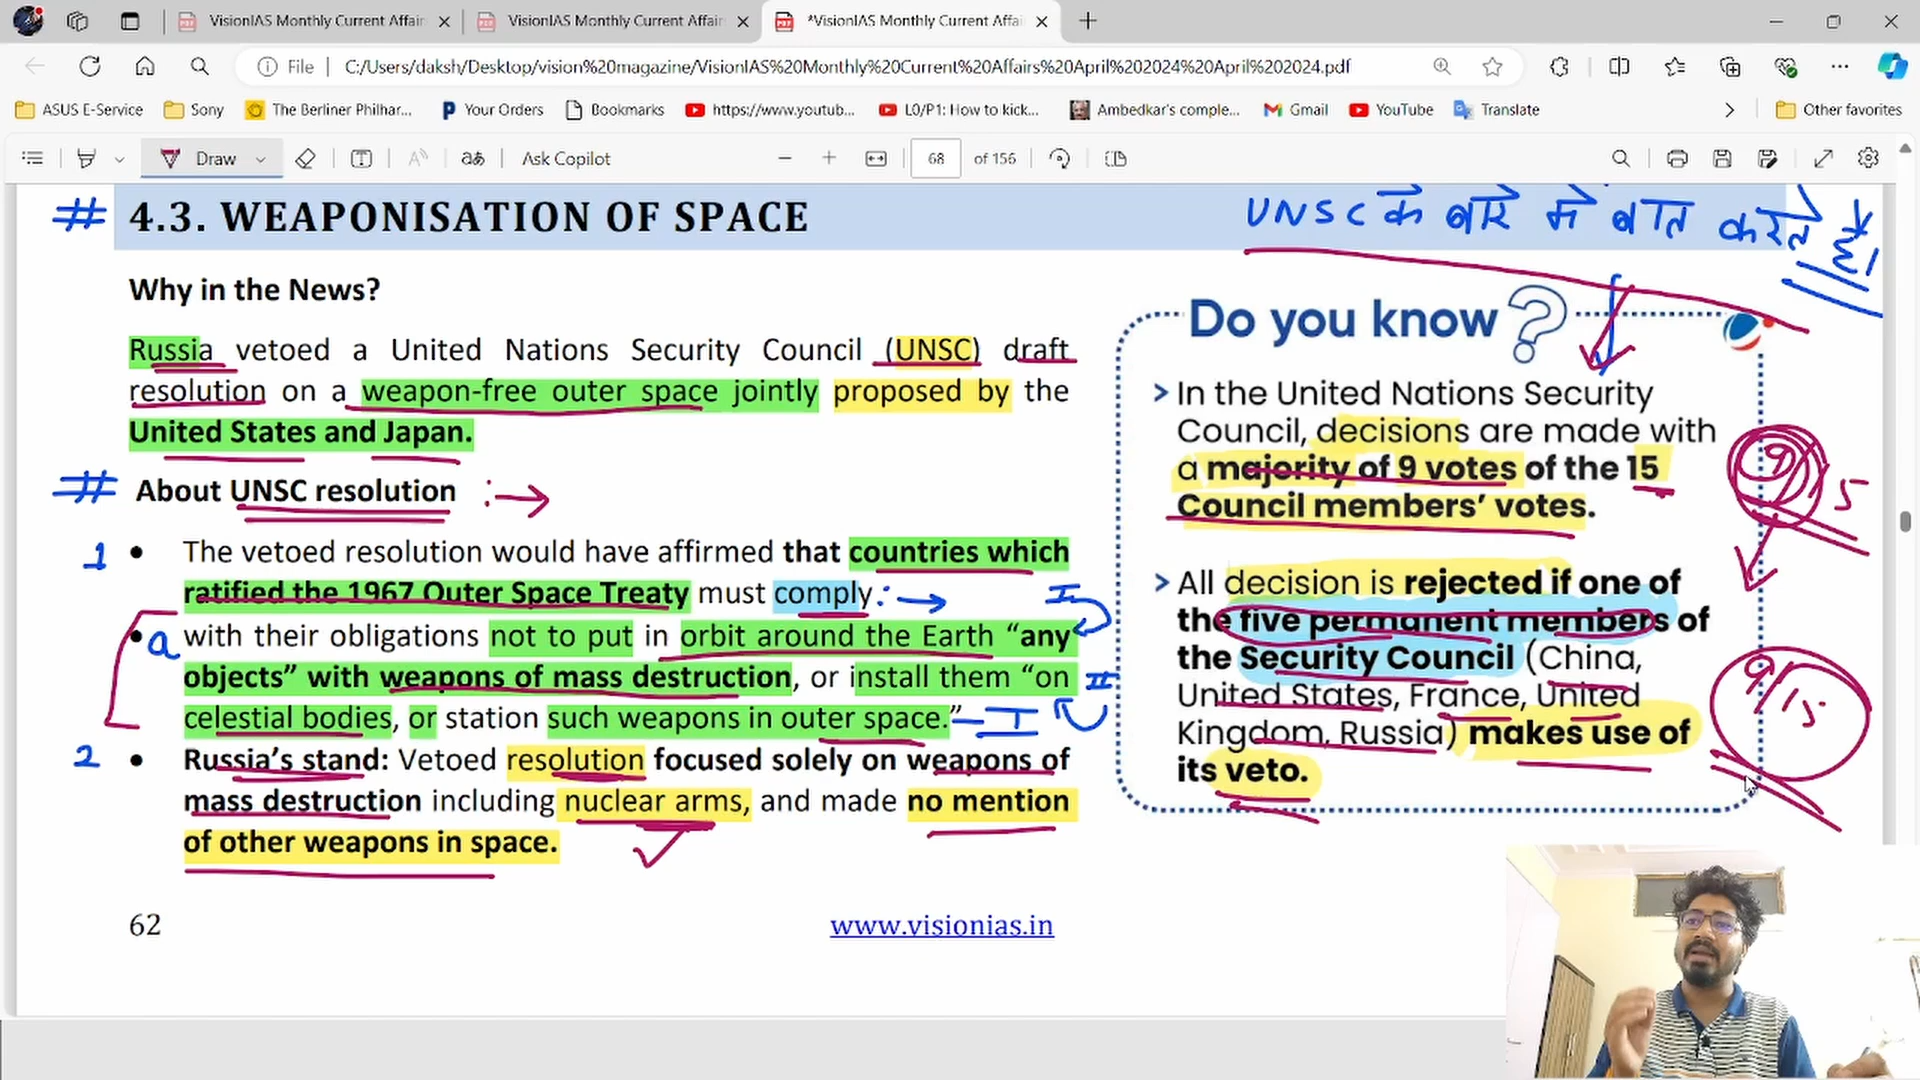 VisionIAS Monthly Current Affair
VisionIAS Monthly Current Affair
*VisionIAS Monthly Current Affa
File
C:/Users/daksh/Desktop/vision%20magazine/VisionIAS%20Monthly%20Current%20Affairs%20April%202024%20April%202024.pdf
ASUS E-Service
Sony
The Berliner Philhar...
Your Orders
Bookmarks
https://www.youtub...
L0/P1: How to kick...
Ambedkar's comple...
Gmail
YouTube
Translate
Other favorites
Draw
Ask Copilot
68 of 156
# 4.3. WEAPONISATION OF SPACE
UNSC के बारे में बात करते हैं।
Why in the News?
Russia vetoed a United Nations Security Council (UNSC) draft
resolution on a weapon-free outer space jointly proposed by the
United States and Japan.
# About UNSC resolution :→
1 • The vetoed resolution would have affirmed that countries which
ratified the 1967 Outer Space Treaty must comply :→ I
a • with their obligations not to put in orbit around the Earth “any
objects” with weapons of mass destruction, or install them “on II
celestial bodies, or station such weapons in outer space.” – I
2 • Russia’s stand: Vetoed resolution focused solely on weapons of
mass destruction including nuclear arms, and made no mention
of other weapons in space.
Do you know?
> In the United Nations Security
Council, decisions are made with
a majority of 9 votes of the 15
Council members’ votes.
9
5
> All decision is rejected if one of
the five permanent members of
the Security Council (China,
United States, France, United
Kingdom, Russia) makes use of
its veto.
9/15
62
www.visionias.in